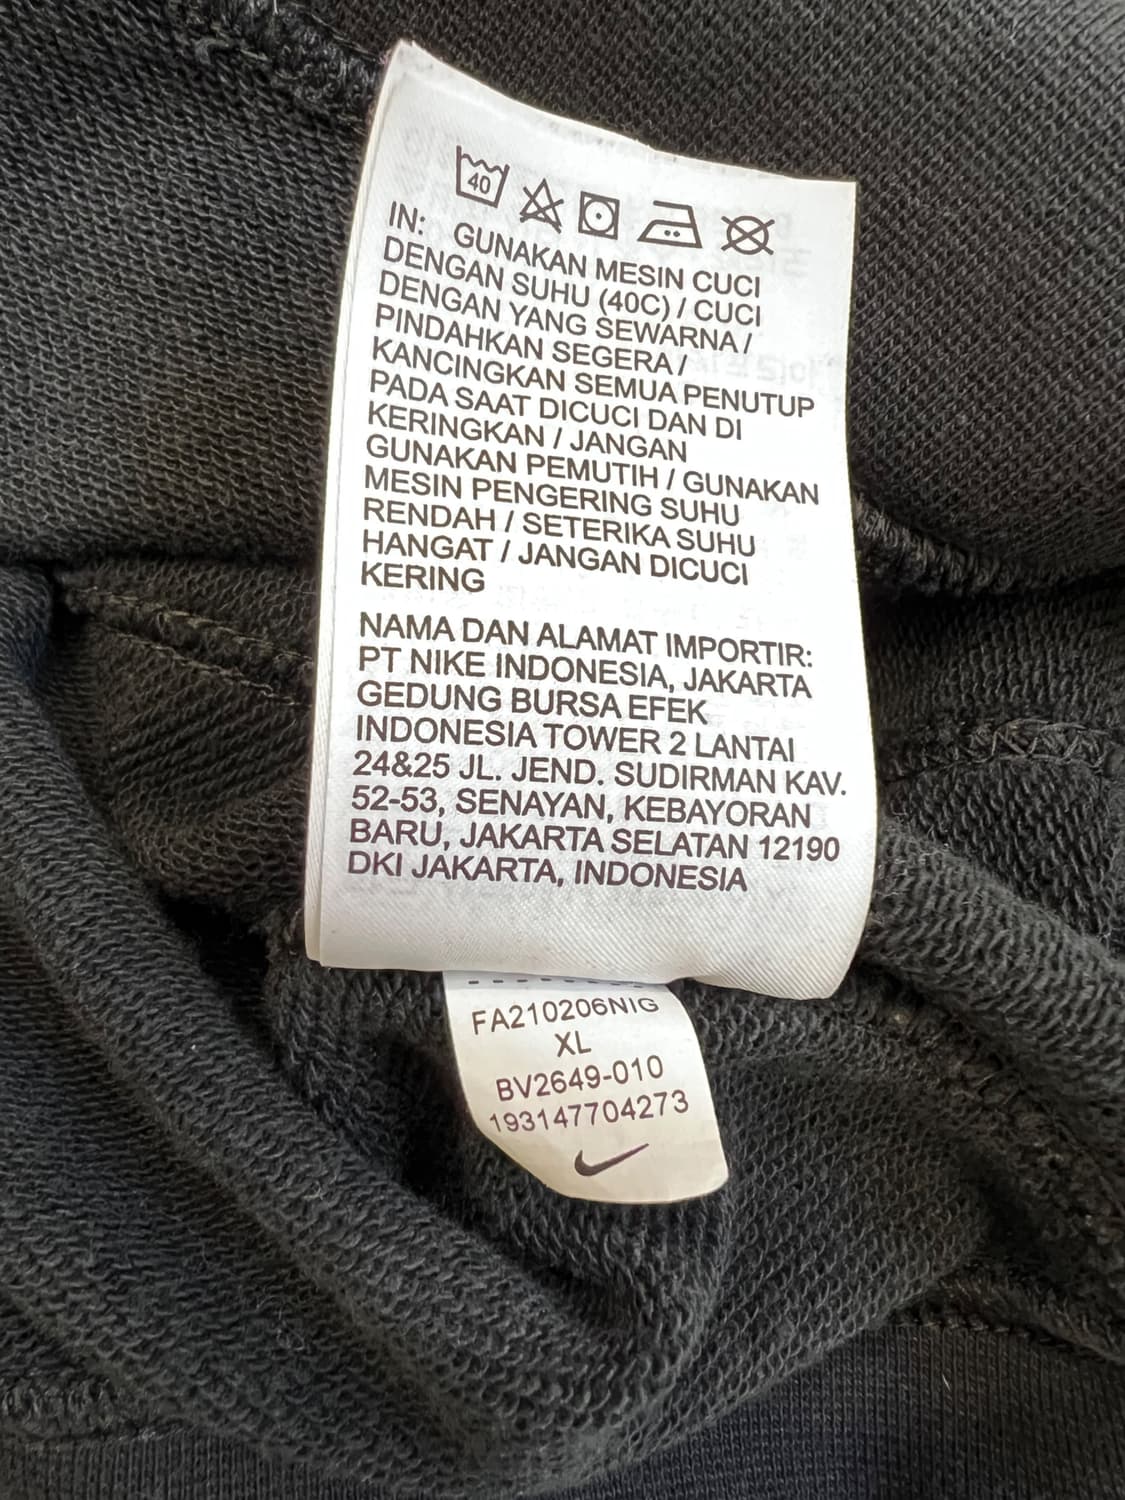 40
IN: GUNAKAN MESIN CUCI
DENGAN SUHU (40C) / CUCI
DENGAN YANG SEWARNA /
PINDAHKAN SEGERA /
KANCINGKAN SEMUA PENUTUP
PADA SAAT DICUCI DAN DI
KERINGKAN / JANGAN
GUNAKAN PEMUTIH / GUNAKAN
MESIN PENGERING SUHU
RENDAH / SETERIKA SUHU
HANGAT / JANGAN DICUCI
KERING
NAMA DAN ALAMAT IMPORTIR:
PT NIKE INDONESIA, JAKARTA
GEDUNG BURSA EFEK
INDONESIA TOWER 2 LANTAI
24&25 JL. JEND. SUDIRMAN KAV.
52-53, SENAYAN, KEBAYORAN
BARU, JAKARTA SELATAN 12190
DKI JAKARTA, INDONESIA
FA210206NIG
XL
BV2649-010
193147704273